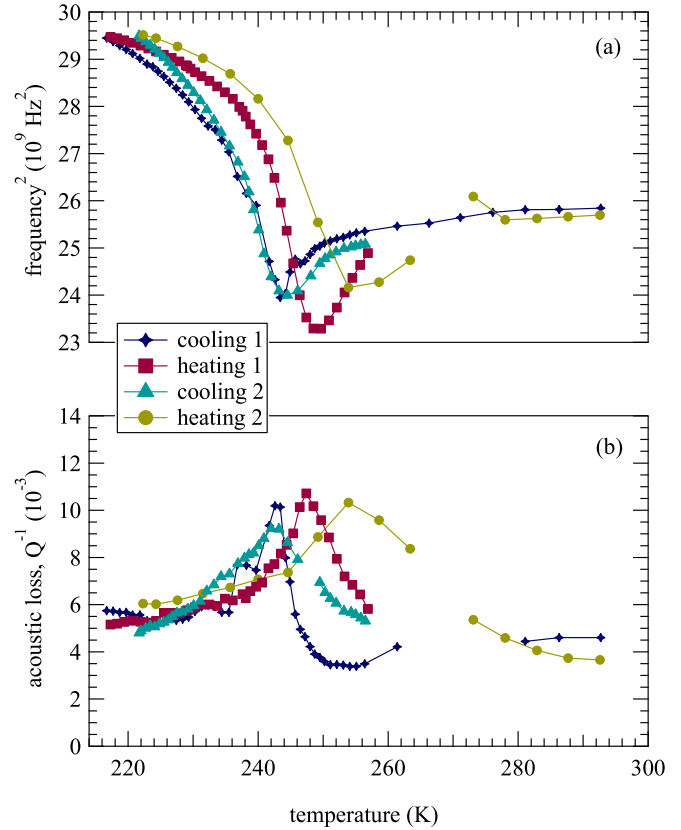 30
29
28
27
26
25
24
23
frequency² (10⁹ Hz²)
(a)
cooling 1
heating 1
cooling 2
heating 2
14
12
10
8
6
4
2
0
acoustic loss, Q⁻¹ (10⁻³)
(b)
220 240 260 280 300
temperature (K)